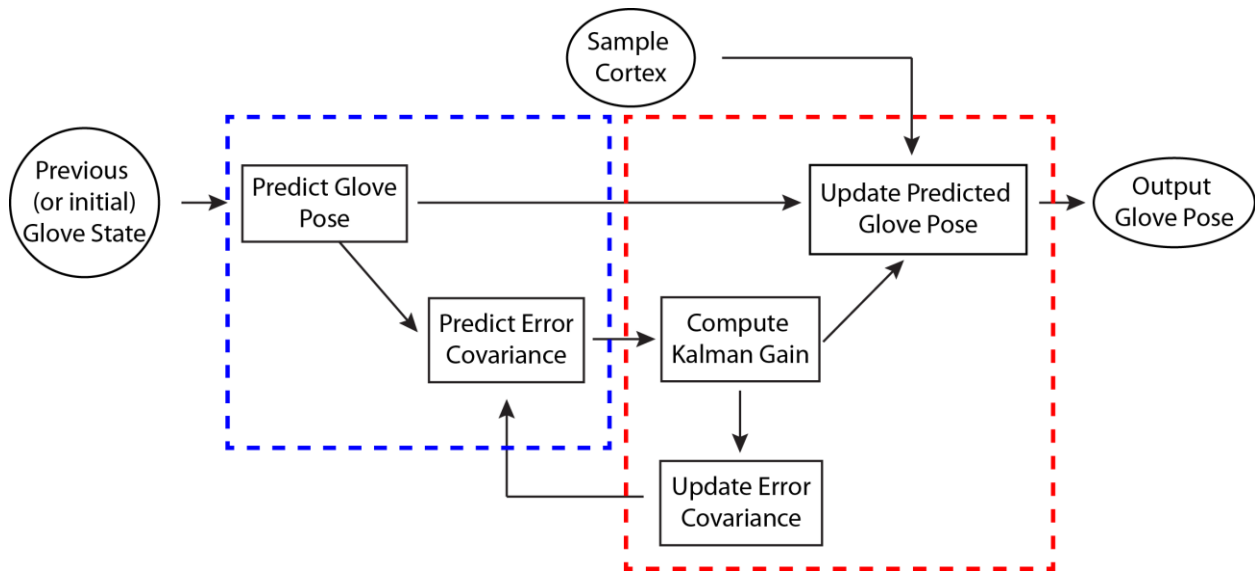 Sample
Cortex
Previous
(or initial)
Glove State
Predict Glove
Pose
Update Predicted
Glove Pose
Output
Glove Pose
Predict Error
Covariance
Compute
Kalman Gain
Update Error
Covariance